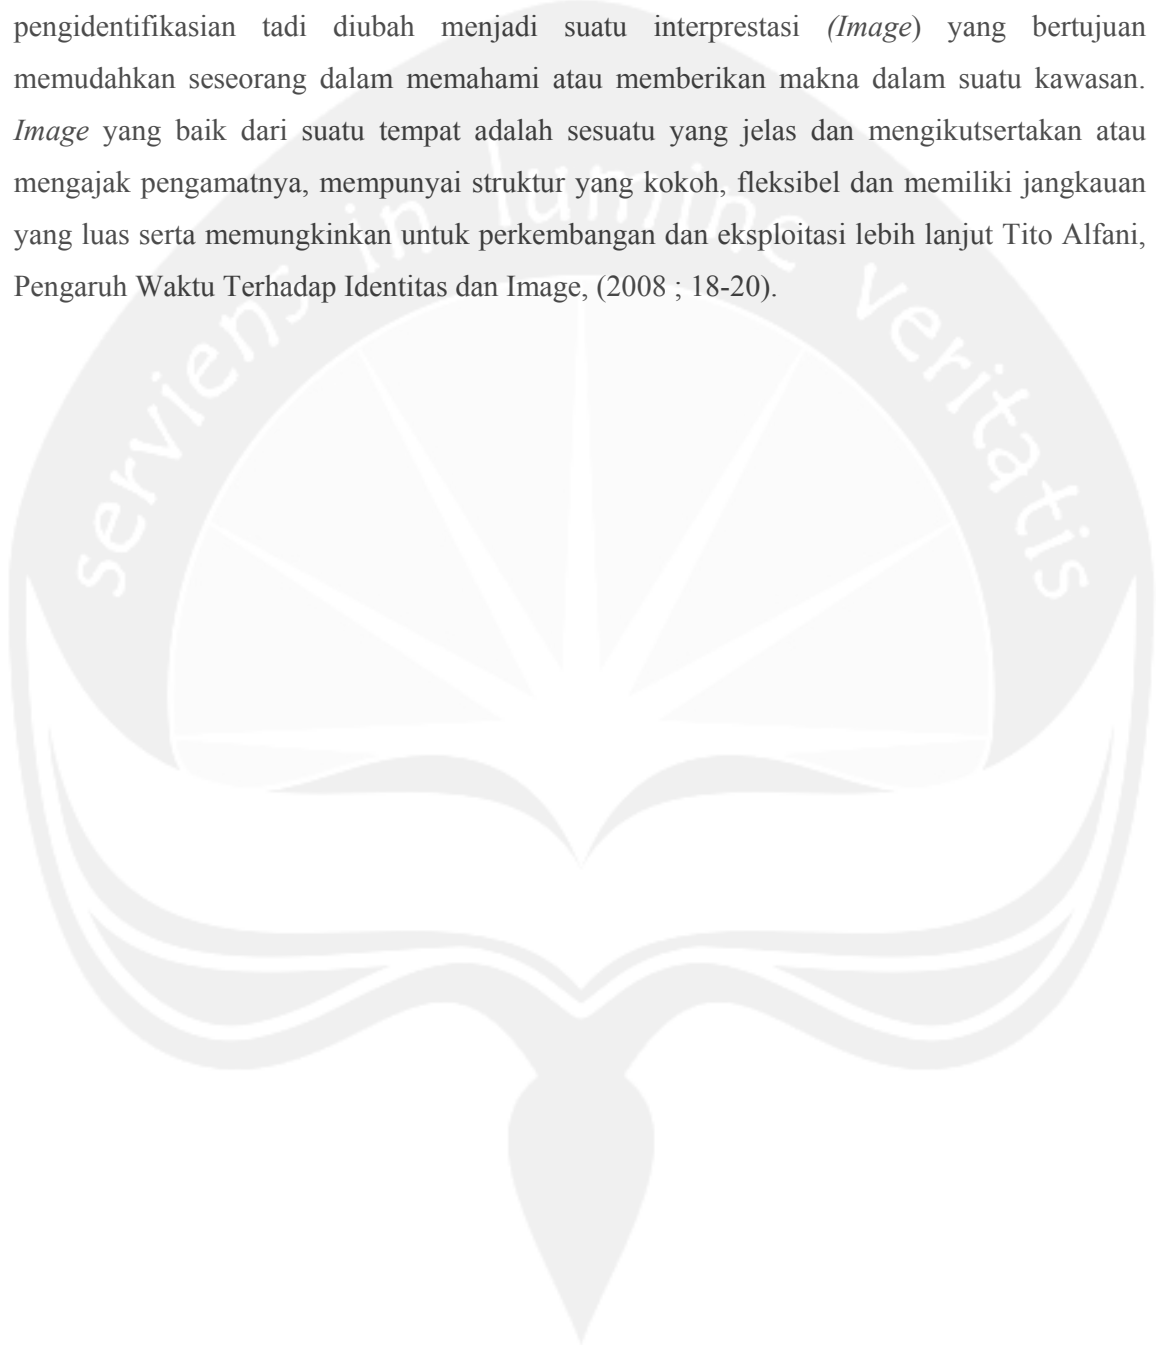 pengidentifikasian tadi diubah menjadi suatu interprestasi (Image) yang bertujuan
memudahkan seseorang dalam memahami atau memberikan makna dalam suatu kawasan.
Image yang baik dari suatu tempat adalah sesuatu yang jelas dan mengikutsertakan atau
mengajak pengamatnya, mempunyai struktur yang kokoh, fleksibel dan memiliki jangkauan
yang luas serta memungkinkan untuk perkembangan dan eksploitasi lebih lanjut Tito Alfani,
Pengaruh Waktu Terhadap Identitas dan Image, (2008 ; 18-20).
serviens in lumine veritatis